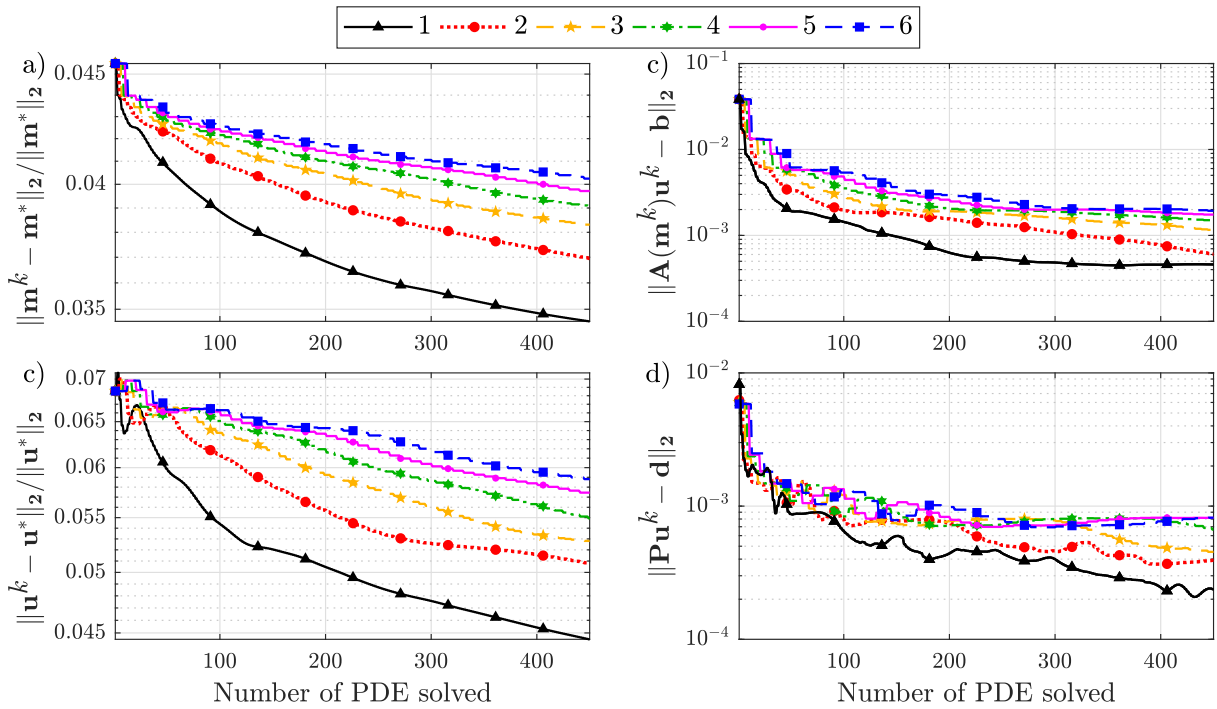 1 2 3 4 5 6
a)
||m^k − m*||₂/||m*||₂
0.045
0.04
0.035
100 200 300 400
c)
||A(m^k)u^k − b||₂
10⁻¹
10⁻²
10⁻³
10⁻⁴
100 200 300 400
c)
||u^k − u*||₂/||u*||₂
0.07
0.065
0.06
0.055
0.05
0.045
100 200 300 400
Number of PDE solved
d)
||Pu^k − d||₂
10⁻²
10⁻³
10⁻⁴
100 200 300 400
Number of PDE solved